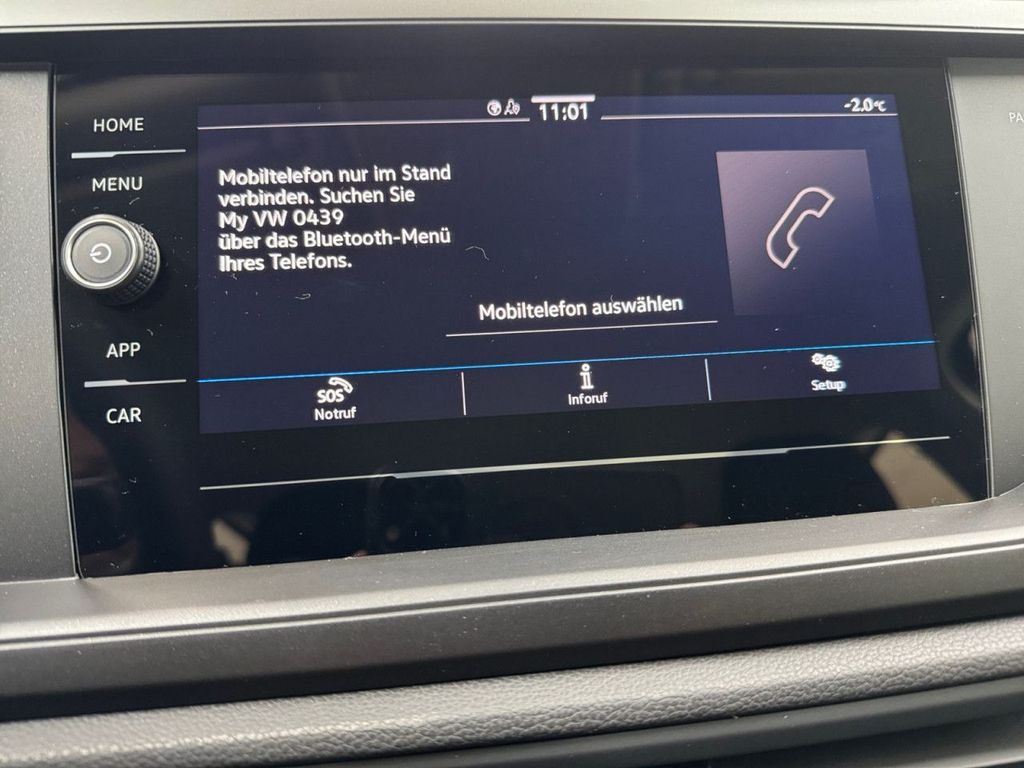 HOME
MENU
APP
CAR
11:01
-2.0°C
Mobiltelefon nur im Stand
verbinden. Suchen Sie
My VW 0439
über das Bluetooth-Menü
Ihres Telefons.
Mobiltelefon auswählen
SOS
Notruf
Inforuf
Setup
PA